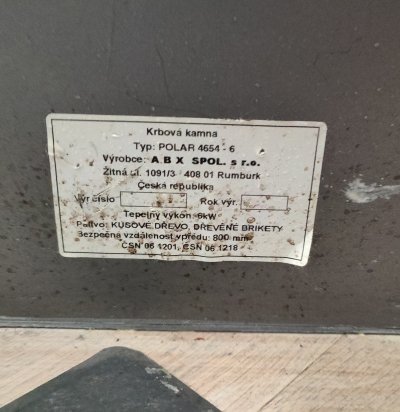 Krbová kamna
Typ: POLAR 4654 - 6
Výrobce: A.B X SPOL. s r.o.
Žitná ul. 1091/3 408 01 Rumburk
Česká republika
Výr číslo Rok výr.
Tepelný výkon: 6kW
Palivo: KUSOVÉ DŘEVO, DŘEVĚNÉ BRIKETY
Bezpečná vzdálenost vpředu: 800 mm
ČSN 06 1201, ČSN 06 1218